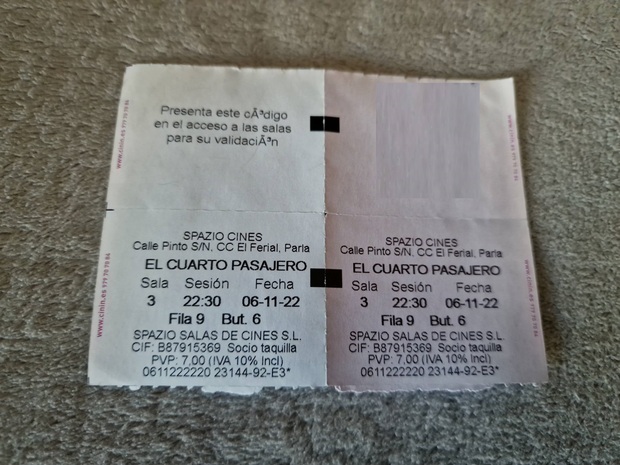 Presenta este cÃ³digo
en el acceso a las salas
para su validaciÃ³n
SPAZIO CINES
Calle Pinto S/N, CC El Ferial, Parla
EL CUARTO PASAJERO
Sala Sesión Fecha
3 22:30 06-11-22
Fila 9 But. 6
SPAZIO SALAS DE CINES S.L.
CIF: B87915369 Socio taquilla
PVP: 7,00 (IVA 10% Incl)
0611222220 23144-92-E3*
SPAZIO CINES
Calle Pinto S/N, CC El Ferial, Parla
EL CUARTO PASAJERO
Sala Sesión Fecha
3 22:30 06-11-22
Fila 9 But. 6
SPAZIO SALAS DE CINES S.L.
CIF: B87915369 Socio taquilla
PVP: 7,00 (IVA 10% Incl)
0611222220 23144-92-E3*